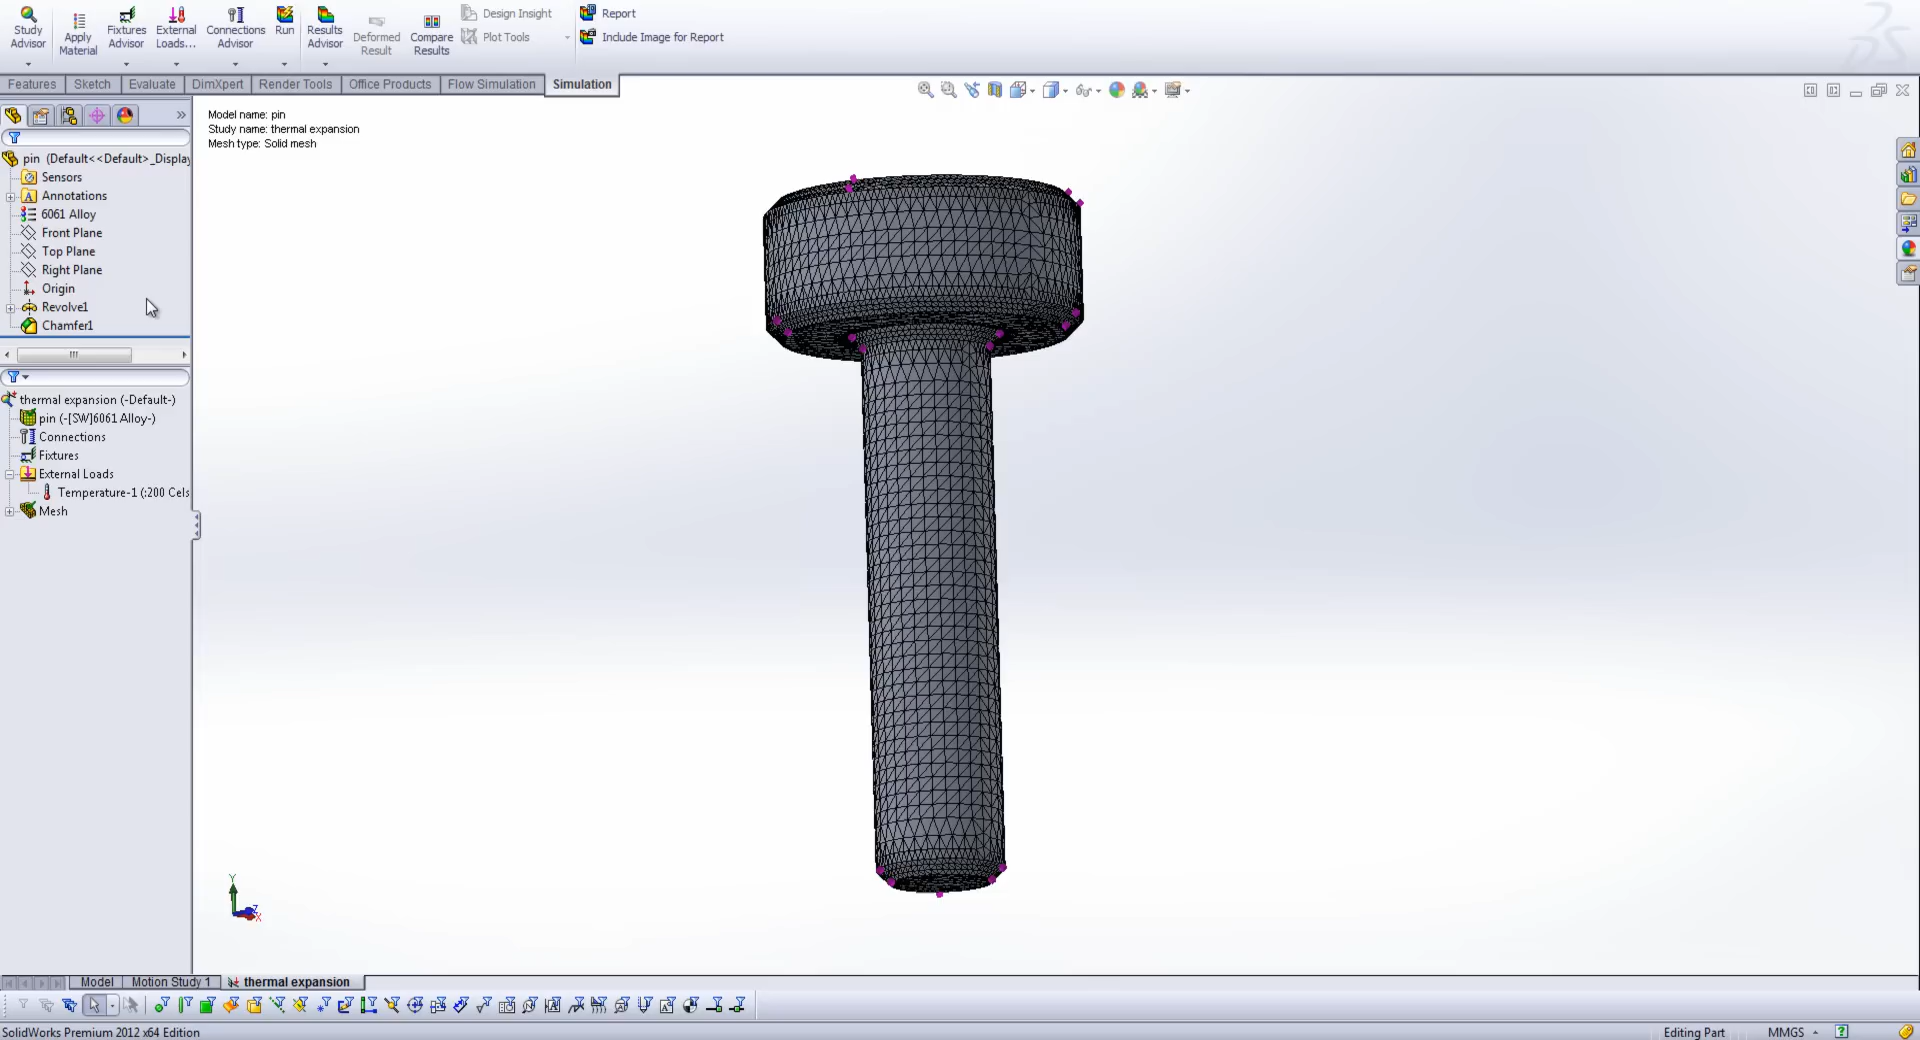 Study Advisor
Apply Material
Fixtures Advisor
External Loads...
Connections Advisor
Run
Results Advisor
Deformed Result
Compare Results
Design Insight
Plot Tools
Report
Include Image for Report
Features Sketch Evaluate DimXpert Render Tools Office Products Flow Simulation Simulation
Model name: pin
Study name: thermal expansion
Mesh type: Solid mesh
pin (Default<<Default>_Display
Sensors
Annotations
6061 Alloy
Front Plane
Top Plane
Right Plane
Origin
Revolve1
Chamfer1
thermal expansion (-Default-)
pin (-[SW]6061 Alloy-)
Connections
Fixtures
External Loads
Temperature-1 (:200 Cels
Mesh
Y
Z
X
Model Motion Study 1 thermal expansion
SolidWorks Premium 2012 x64 Edition
Editing Part MMGS